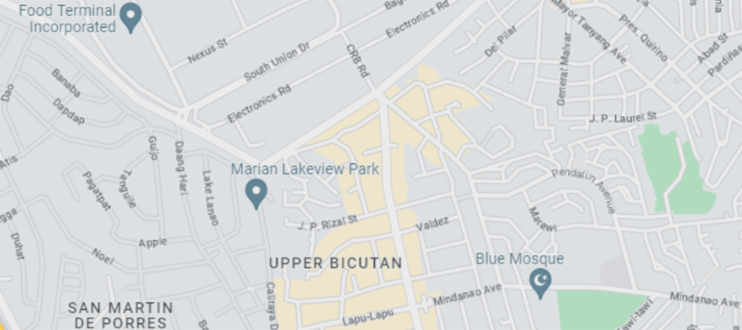 Food Terminal
Incorporated
Nexus St
South Union Dr
Electronics Rd
CRB Rd
Electronics Rd
Del Pilar
Mayor Tanyang Ave
Pres. Quirino
General Malvar
Abad St
J. P. Laurel St
Dao
Banaba
Dapdap
Atis
Guijo
Daang Hari
Lake Lanao
Tanguile
Pagatpat
Marian Lakeview Park
Pendatun Avenue
Marawi
J. P. Rizal St
Valdez
Duhat
Noel
Apple
UPPER BICUTAN
Blue Mosque
Mindanao Ave
Mindanao Ave
SAN MARTIN
DE PORRES
Lapu-Lapu